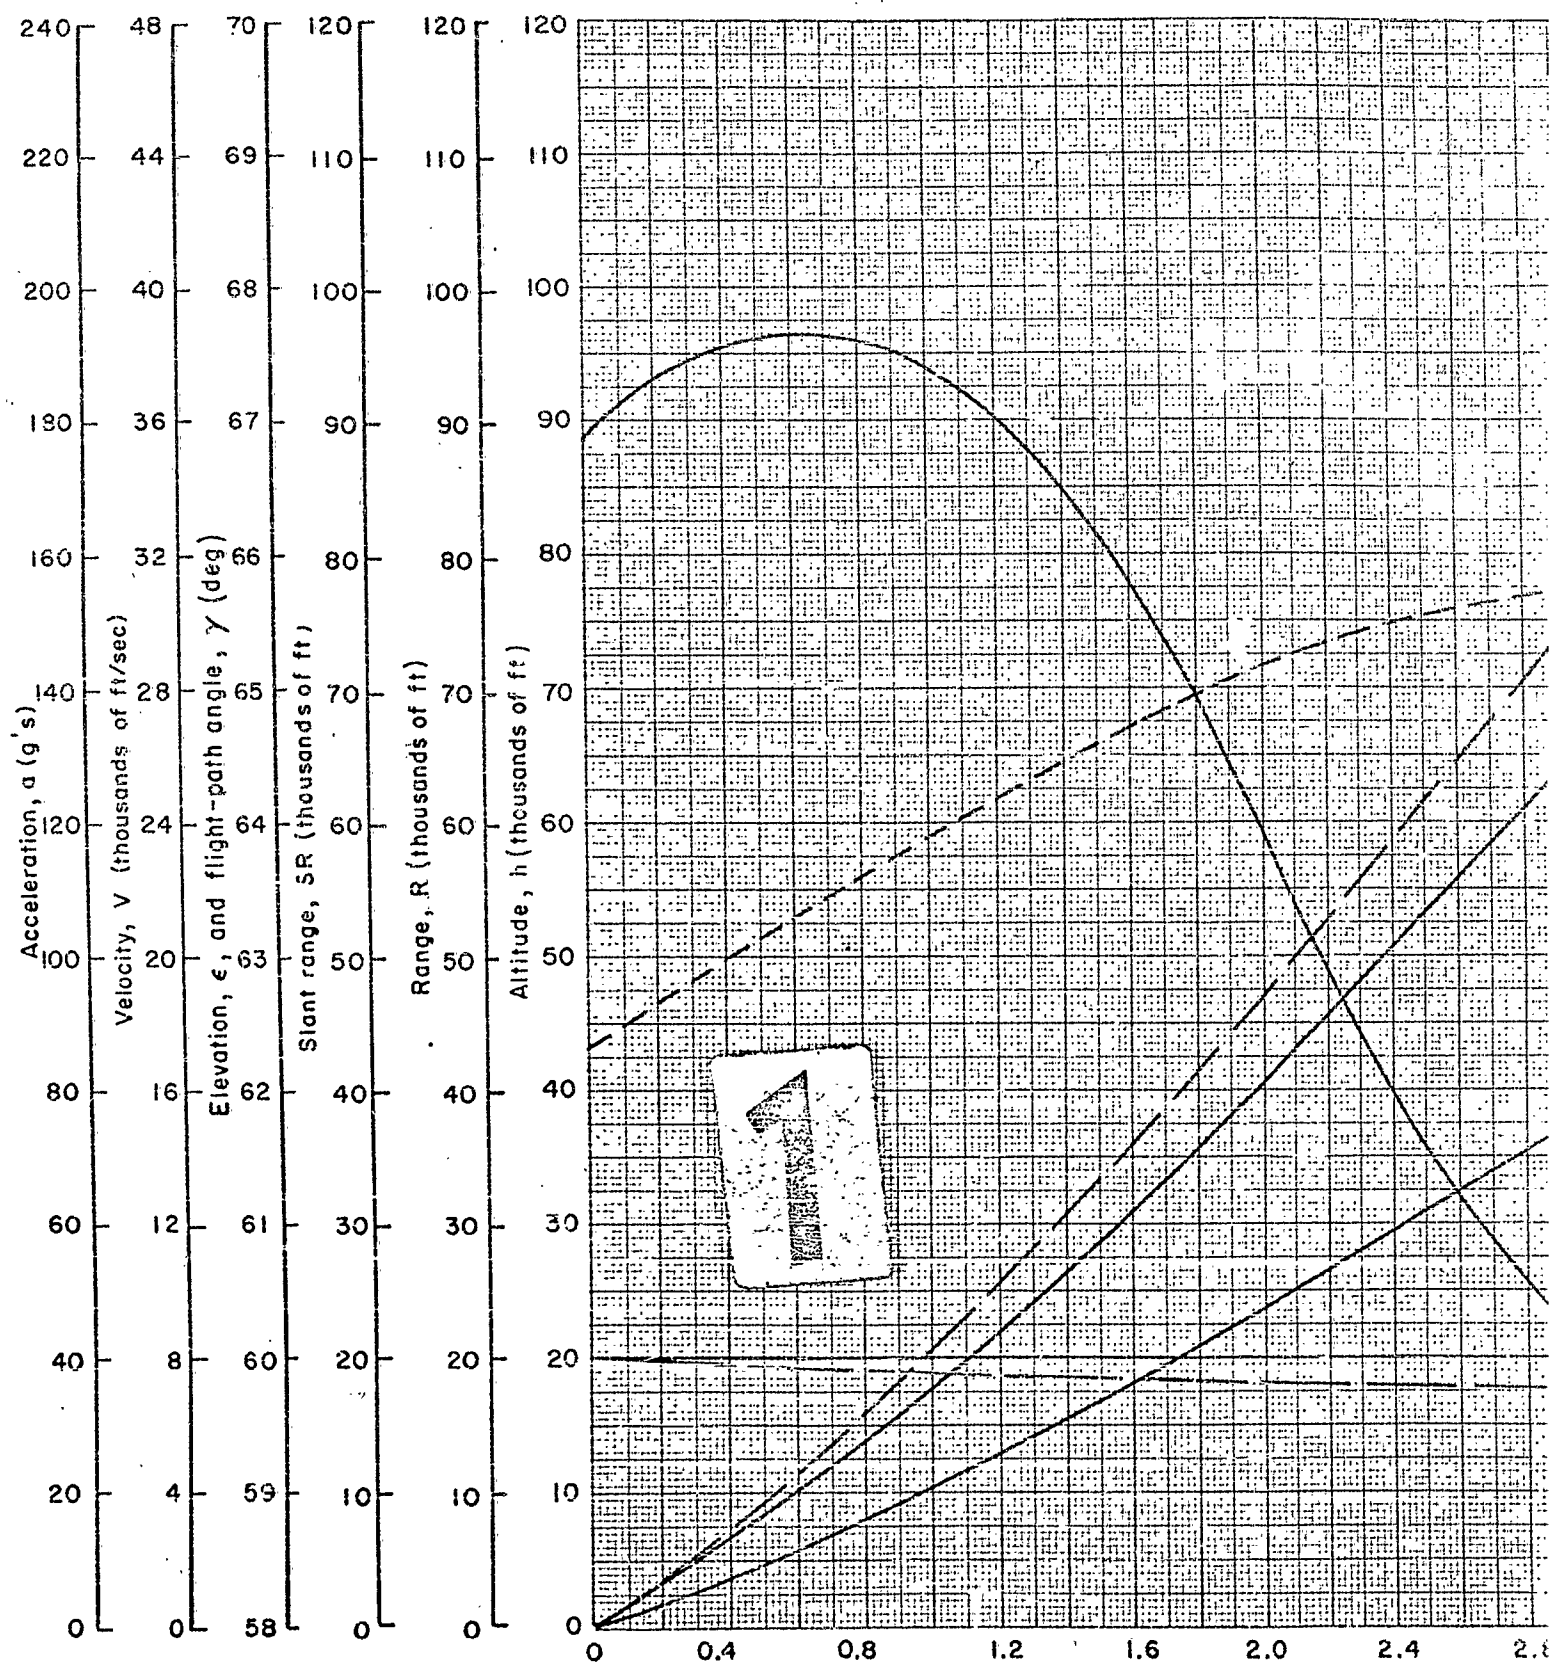 240 48 70 120 120 120
220 44 69 110 110 110
200 40 68 100 100 100
180 36 67 90 90 90
160 32 66 80 80 80
140 28 65 70 70 70
120 24 64 60 60 60
100 20 63 50 50 50
80 16 62 40 40 40
60 12 61 30 30 30
40 8 60 20 20 20
20 4 59 10 10 10
0 0 58 0 0 0
Acceleration, a (g's)
Velocity, V (thousands of ft/sec)
Elevation, ϵ, and flight-path angle, γ (deg)
Slant range, SR (thousands of ft)
Range, R (thousands of ft)
Altitude, h (thousands of ft)
1
0 0.4 0.8 1.2 1.6 2.0 2.4